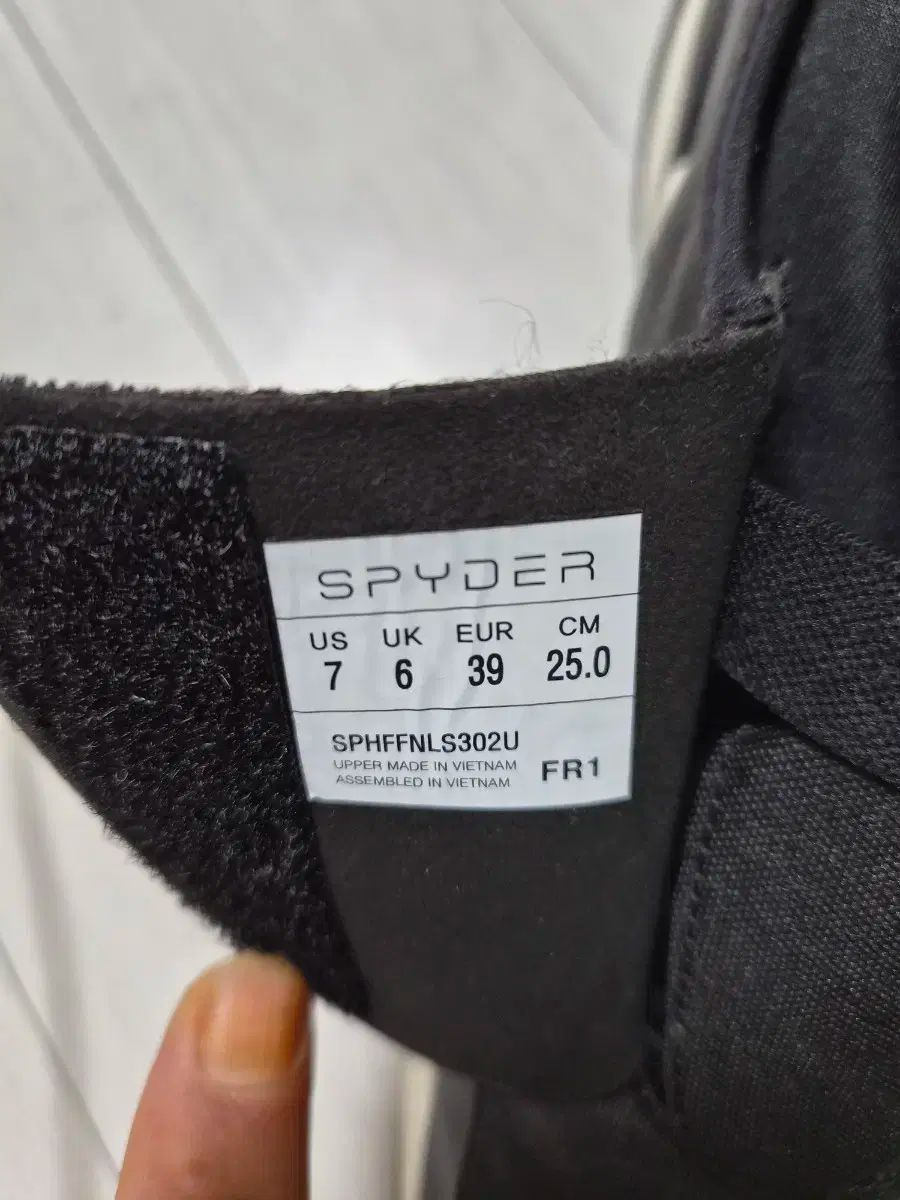 SPYDER
US UK EUR CM
7 6 39 25.0
SPHFFNLS302U
UPPER MADE IN VIETNAM
ASSEMBLED IN VIETNAM
FR1